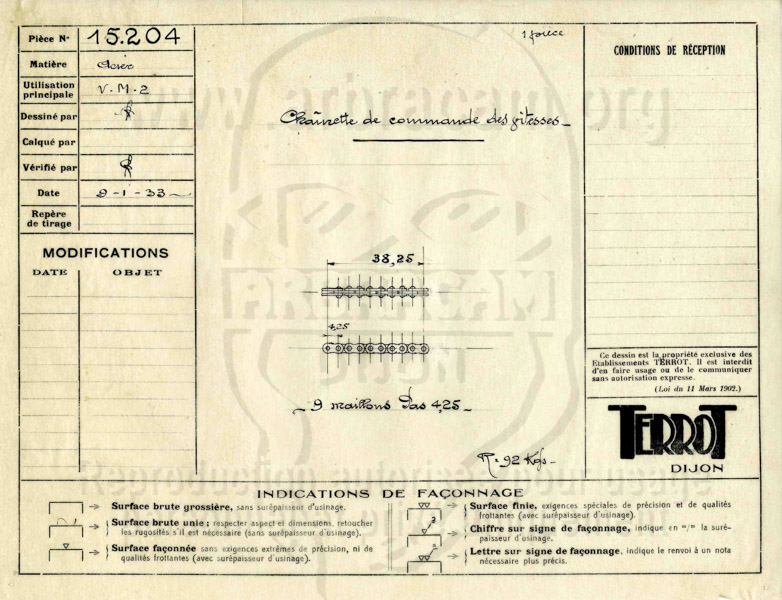 Pièce N° 15.204
Matière Acier
Utilisation
principale V.M.2
Dessiné par
Calqué par
Vérifié par
Date 9-1-33
Repère
de tirage
MODIFICATIONS
DATE OBJET
1 pièce
Chaînette de commande des vitesses
38,25
4,25
9 maillons Pas 4,25
R = 92 Kgs
CONDITIONS DE RÉCEPTION
Ce dessin est la propriété exclusive des
Etablissements TERROT. Il est interdit
d'en faire usage ou de le communiquer
sans autorisation expresse.
(Loi du 11 Mars 1902.)
TERROT
DIJON
INDICATIONS DE FAÇONNAGE
Surface brute grossière, sans surépaisseur d'usinage.
Surface brute unie ; respecter aspect et dimensions, retoucher
les rugosités s'il est nécessaire (sans surépaisseur d'usinage).
Surface façonnée sans exigences extrêmes de précision, ni de
qualités frottantes (avec surépaisseur d'usinage).
Surface finie, exigences spéciales de précision et de qualités
frottantes (avec surépaisseur d'usinage).
Chiffre sur signe de façonnage, indique en "/" la suré-
paisseur d'usinage.
Lettre sur signe de façonnage, indique le renvoi à un nota
nécessaire plus précis.
www.arbracam.org
ARBRACAM
DIJON